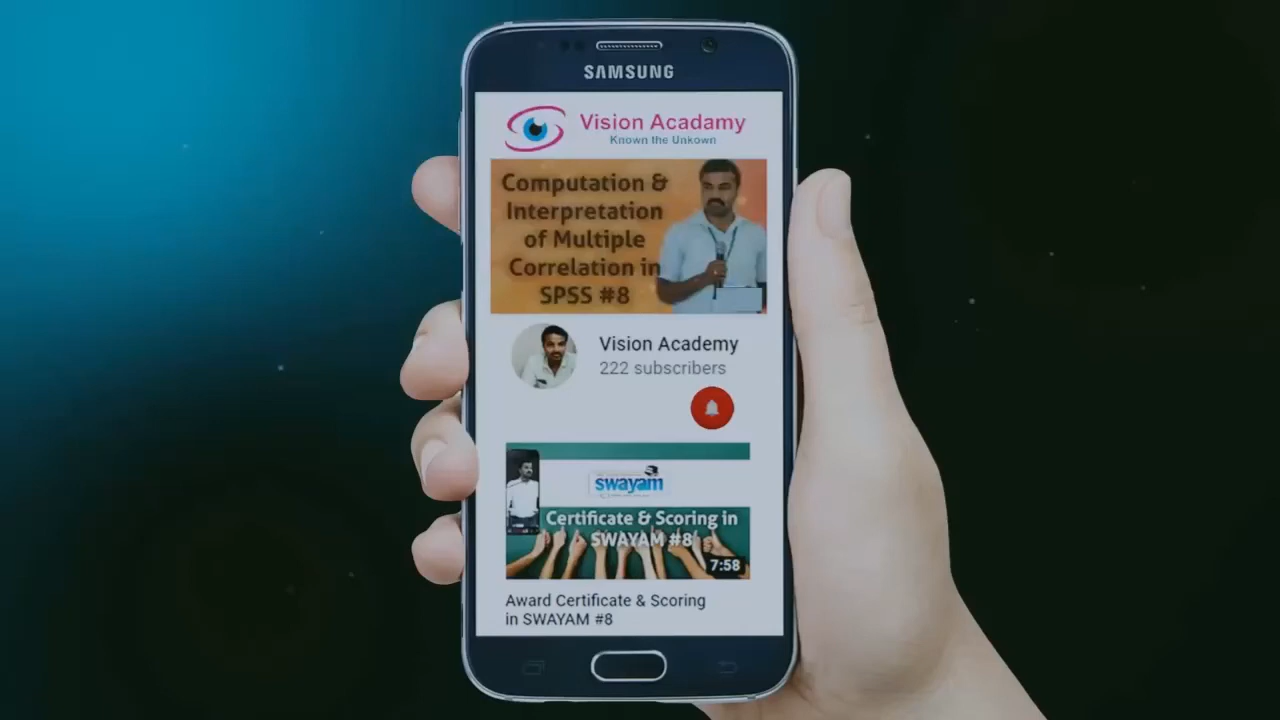 SAMSUNG
Vision Acadamy
Known the Unkown
Computation &
Interpretation
of Multiple
Correlation in
SPSS #8
Vision Academy
222 subscribers
swayam
Certificate & Scoring in
SWAYAM #8
7:58
Award Certificate & Scoring
in SWAYAM #8